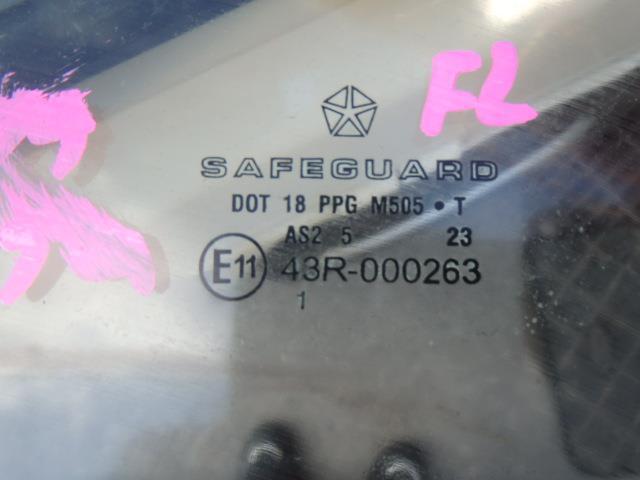 FL
SAFEGUARD
DOT 18 PPG M505 • T
AS2 5 23
E11 43R-000263
1